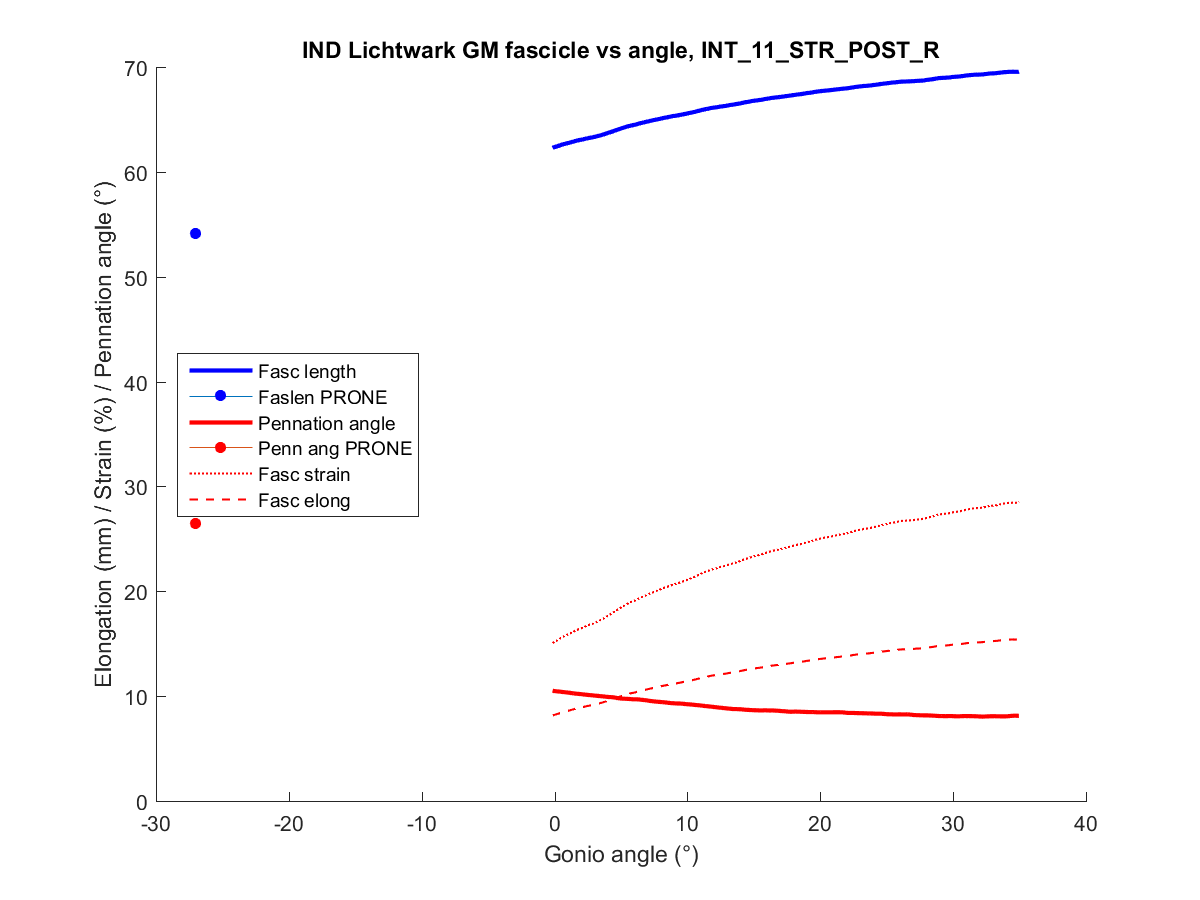 IND Lichtwark GM fascicle vs angle, INT_11_STR_POST_R
Elongation (mm) / Strain (%) / Pennation angle (°)
70
60
50
40
30
20
10
0
Fasc length
Faslen PRONE
Pennation angle
Penn ang PRONE
Fasc strain
Fasc elong
-30
-20
-10
0
10
20
30
40
Gonio angle (°)